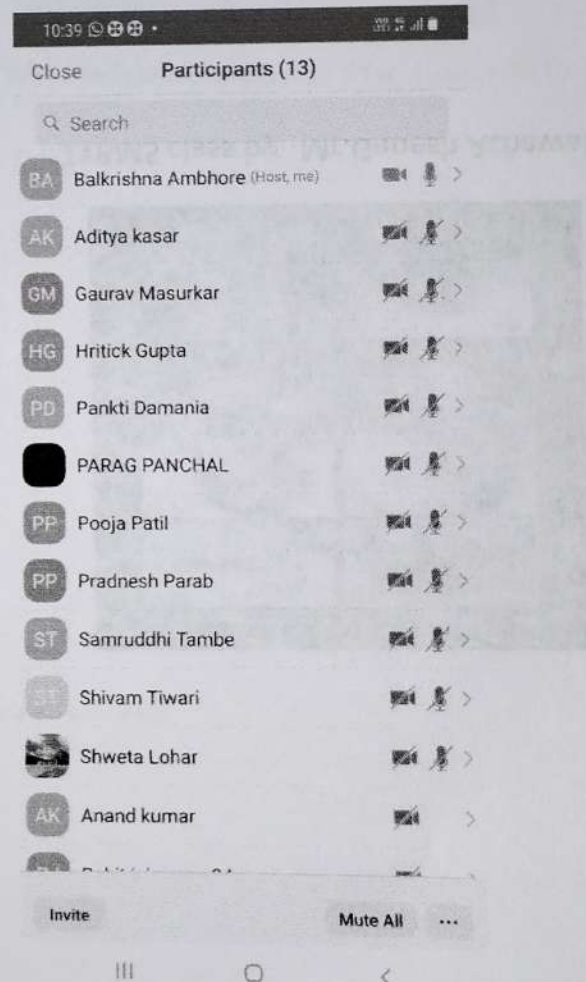 10:39
Close Participants (13)
Search
BA Balkrishna Ambhore (Host, me)
AK Aditya kasar
GM Gaurav Masurkar
HG Hritick Gupta
PD Pankti Damania
PARAG PANCHAL
PP Pooja Patil
PP Pradnesh Parab
ST Samruddhi Tambe
ST Shivam Tiwari
Shweta Lohar
AK Anand kumar
Invite Mute All ...